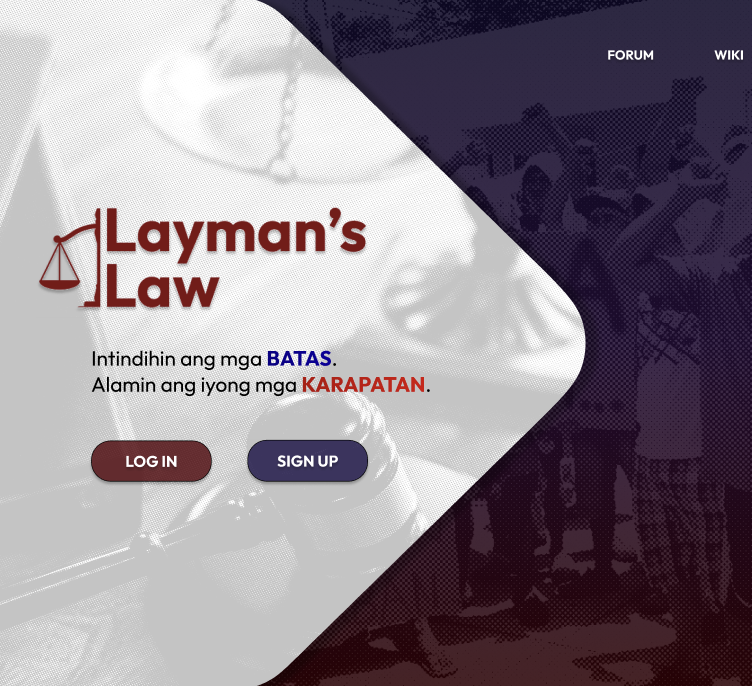 FORUM WIKI
Layman's
Law
Intindihin ang mga BATAS.
Alamin ang iyong mga KARAPATAN.
LOG IN SIGN UP